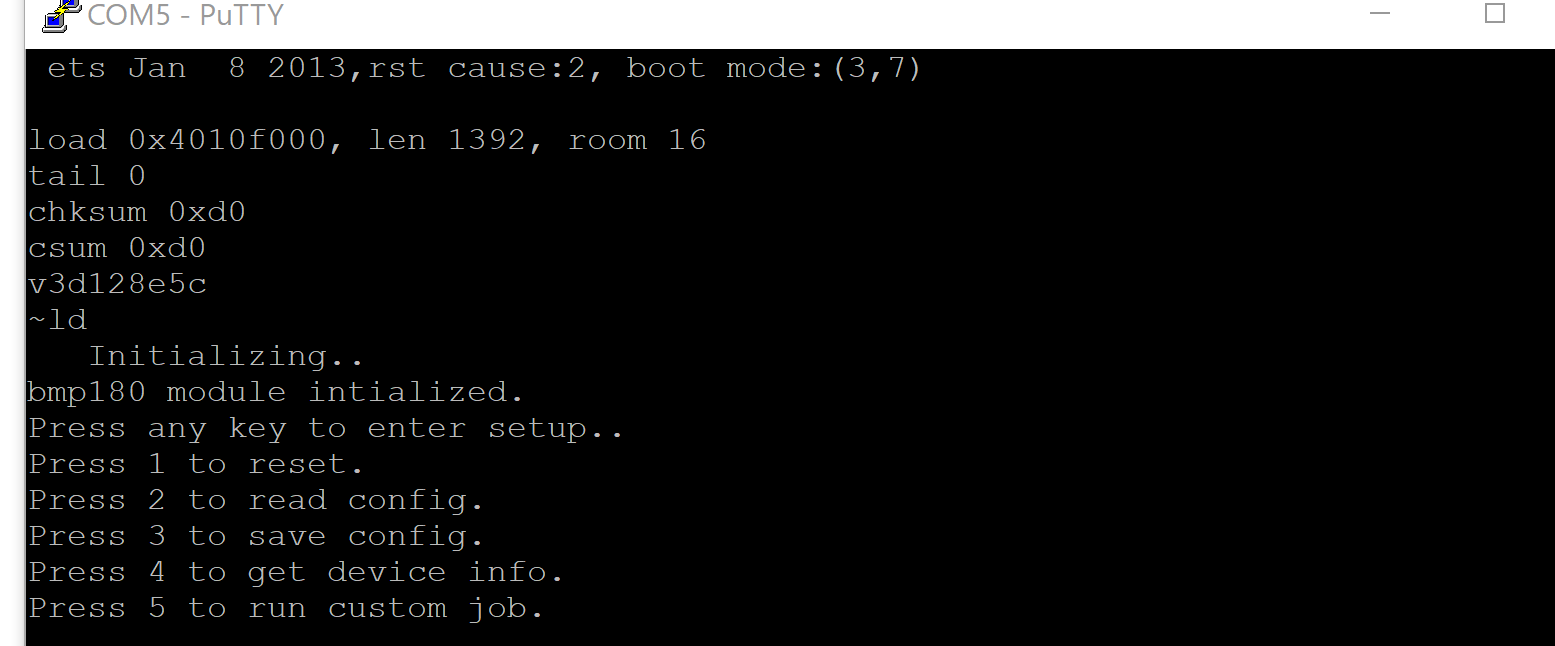 COM5 - PuTTY
ets Jan  8 2013,rst cause:2, boot mode:(3,7)
load 0x4010f000, len 1392, room 16
tail 0
chksum 0xd0
csum 0xd0
v3d128e5c
~ld
Initializing..
bmp180 module intialized.
Press any key to enter setup..
Press 1 to reset.
Press 2 to read config.
Press 3 to save config.
Press 4 to get device info.
Press 5 to run custom job.